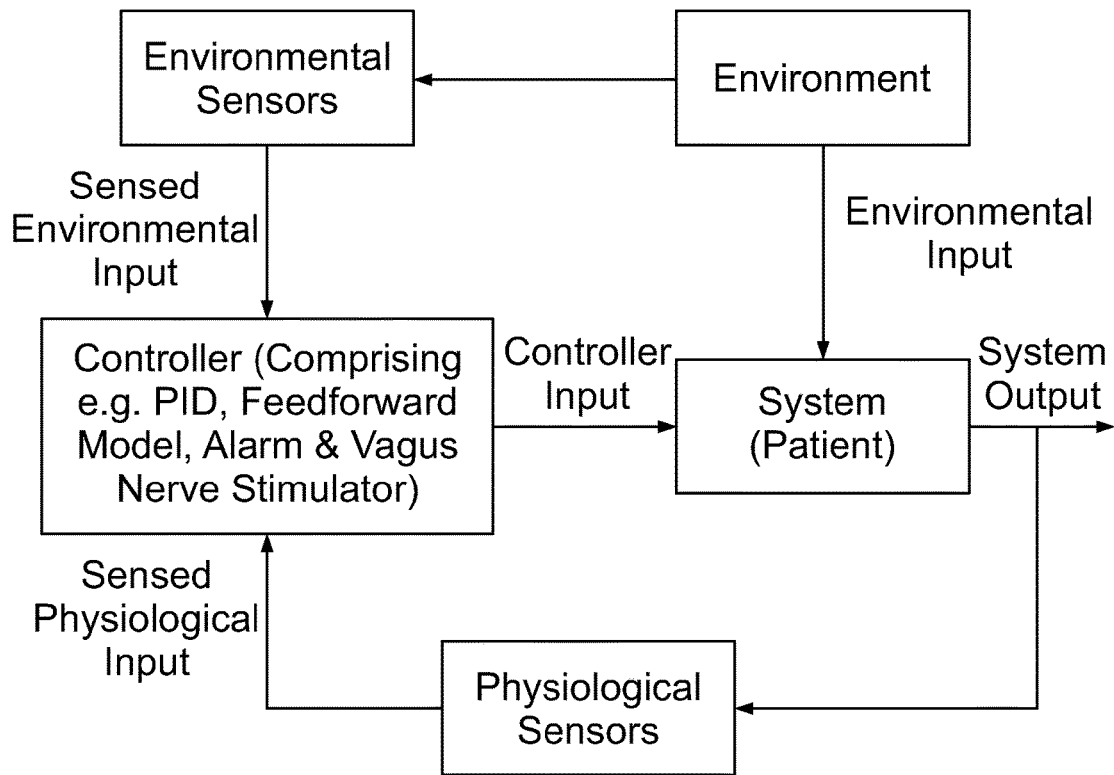 Environmental
Sensors
Environment
Sensed
Environmental
Input
Environmental
Input
Controller (Comprising
e.g. PID, Feedforward
Model, Alarm & Vagus
Nerve Stimulator)
Controller
Input
System
(Patient)
System
Output
Sensed
Physiological
Input
Physiological
Sensors